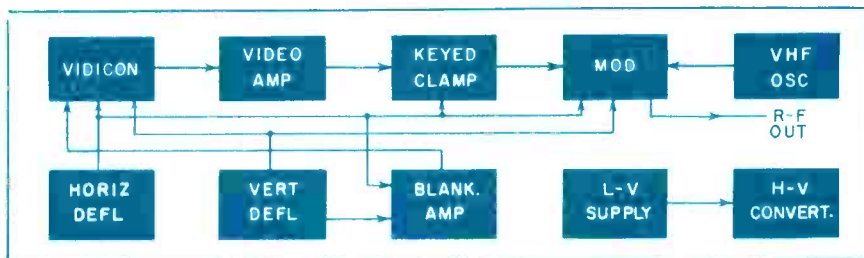 VIDICON
VIDEO
AMP
KEYED
CLAMP
MOD
VHF
OSC
R-F
OUT
HORIZ
DEFL
VERT
DEFL
BLANK.
AMP
L-V
SUPPLY
H-V
CONVERT.